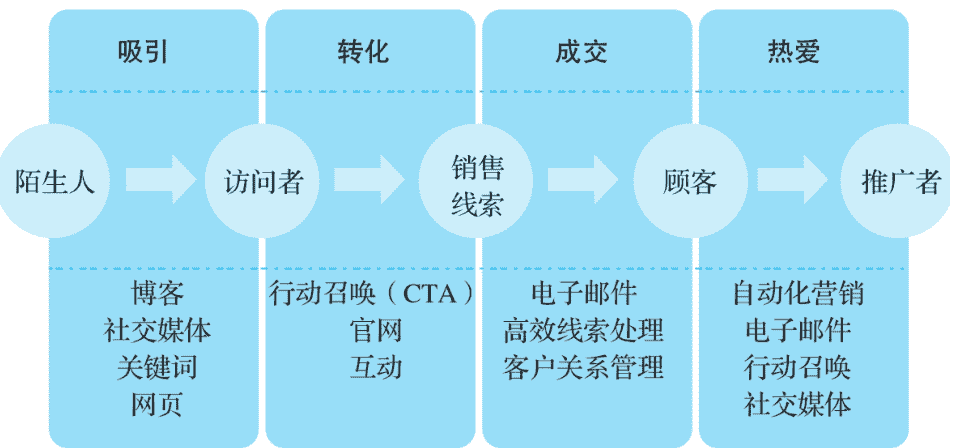 吸引
转化
成交
热爱
陌生人
访问者
销售
线索
顾客
推广者
博客
社交媒体
关键词
网页
行动召唤（CTA）
官网
互动
电子邮件
高效线索处理
客户关系管理
自动化营销
电子邮件
行动召唤
社交媒体